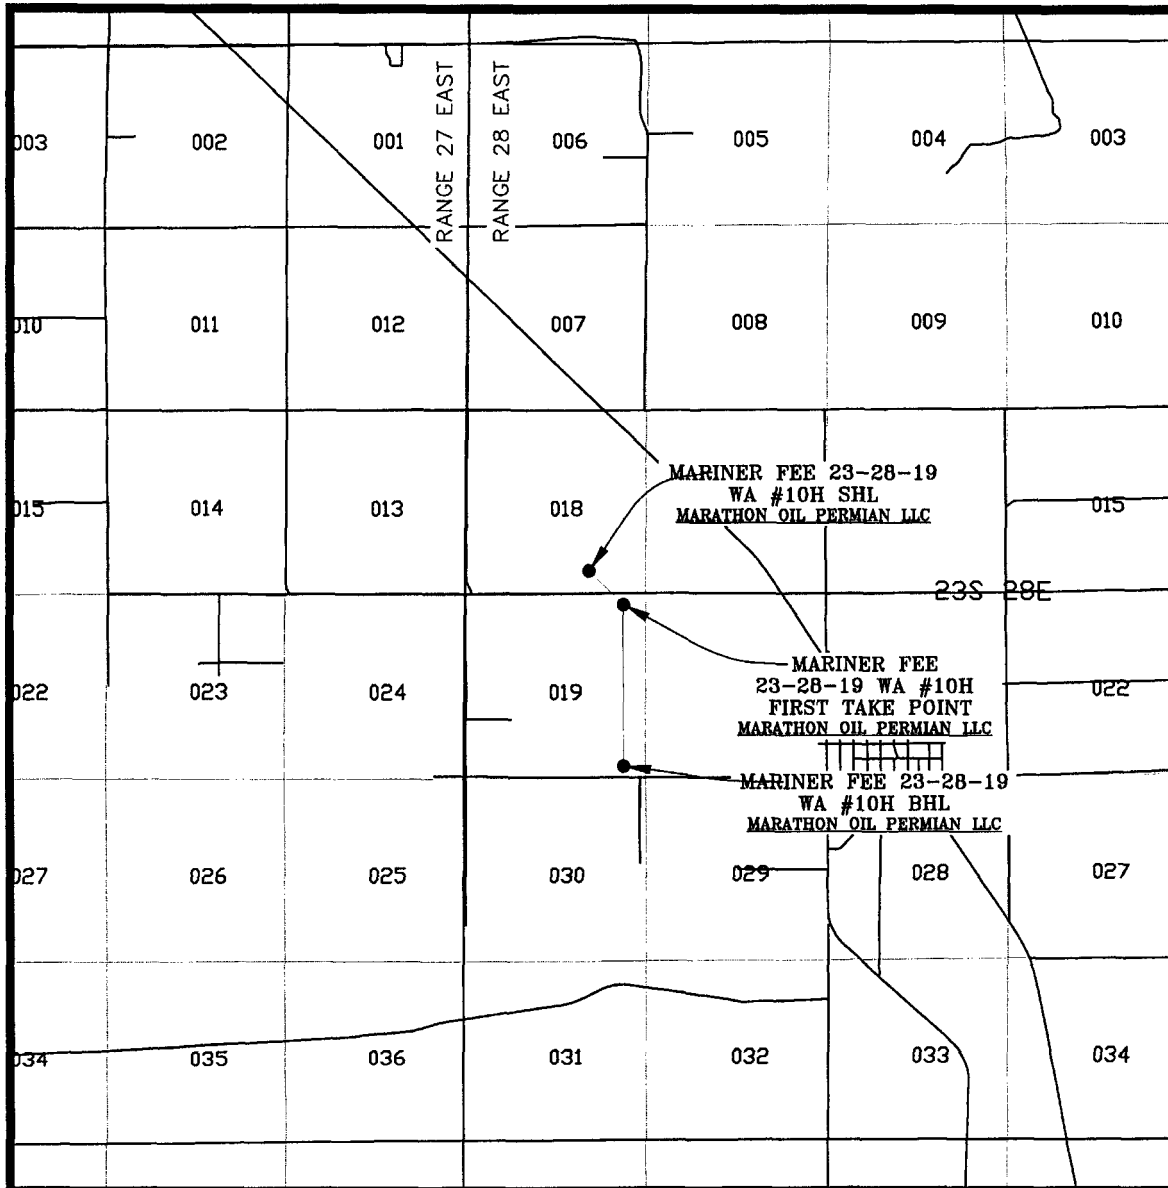 RANGE 27 EAST
RANGE 28 EAST
003 002 001 006 005 004 003
010 011 012 007 008 009 010
MARINER FEE 23-28-19
WA #10H SHL
MARATHON OIL PERMIAN LLC
015 014 013 018 015
23S 28E
MARINER FEE
23-28-19 WA #10H
FIRST TAKE POINT
MARATHON OIL PERMIAN LLC
022 023 024 019 022
MARINER FEE 23-28-19
WA #10H BHL
MARATHON OIL PERMIAN LLC
027 026 025 030 029 028 027
034 035 036 031 032 033 034